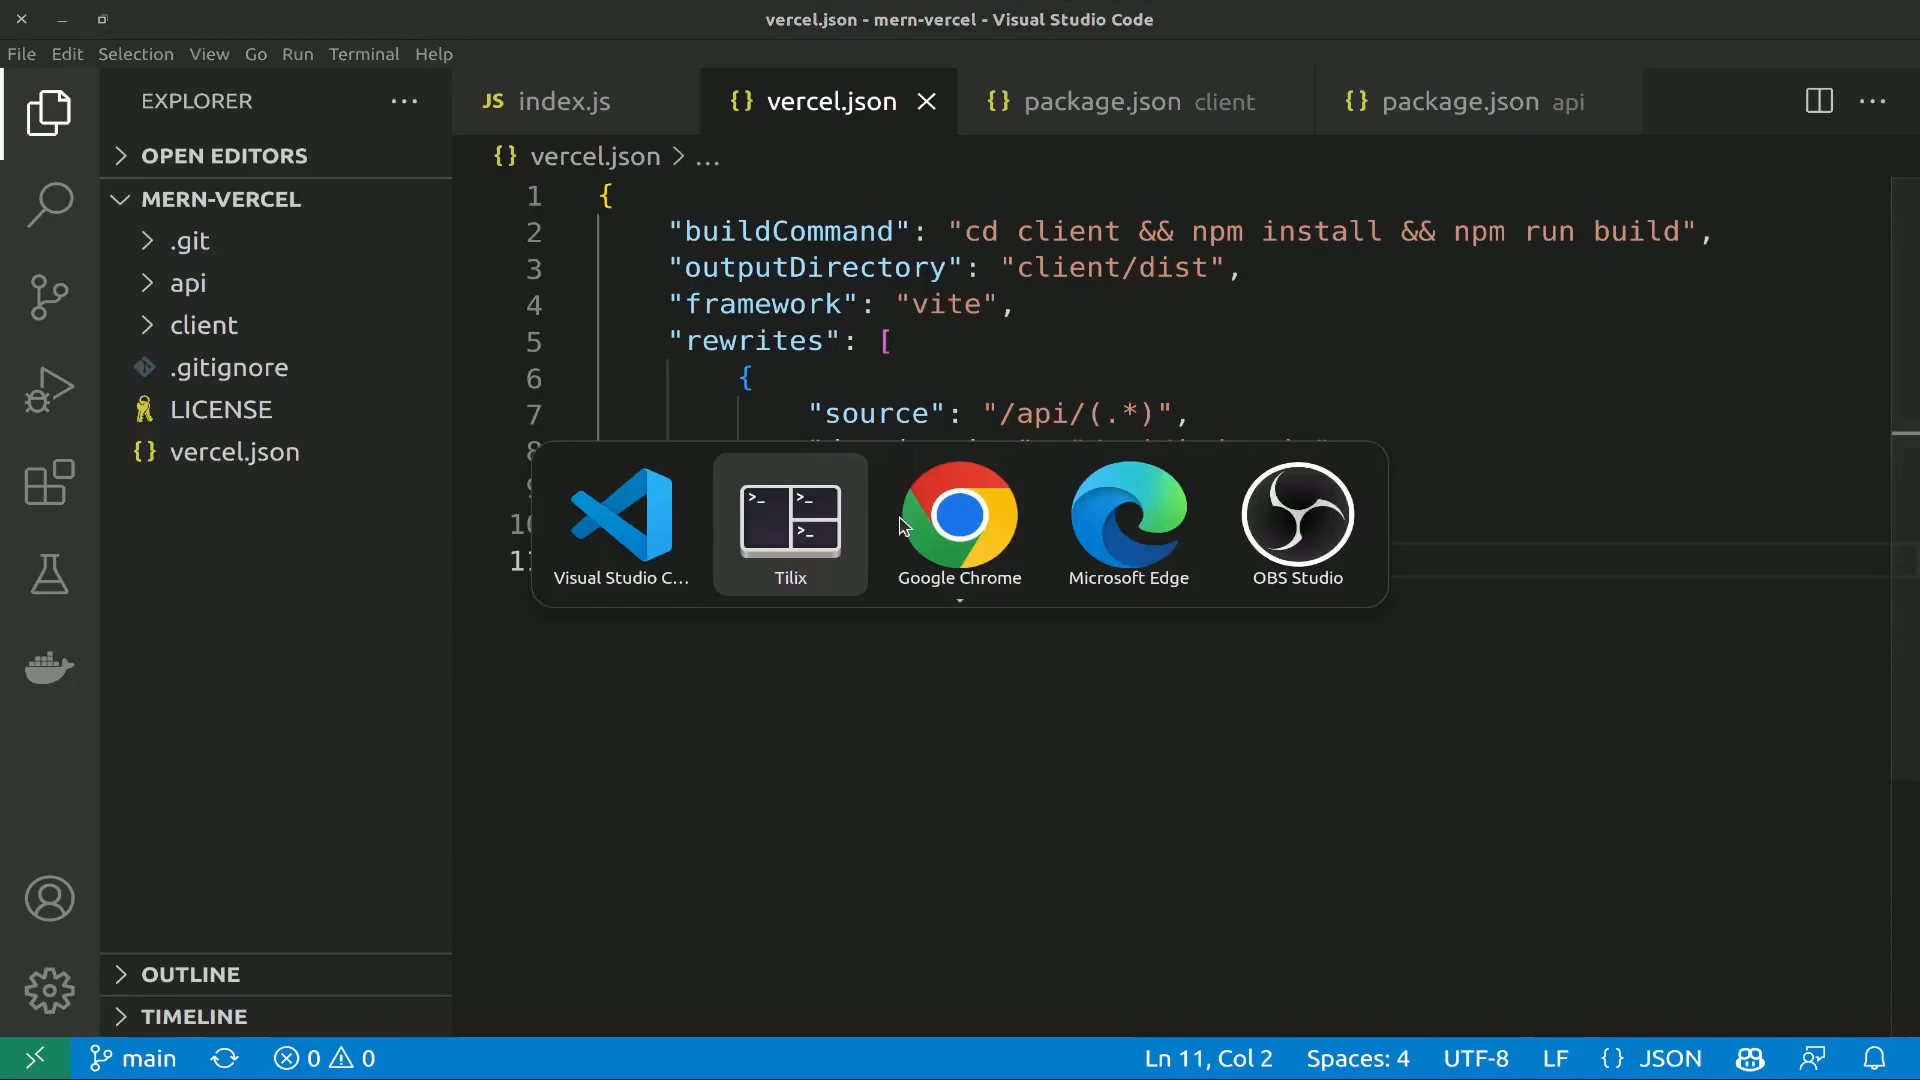 vercel.json - mern-vercel - Visual Studio Code
File Edit Selection View Go Run Terminal Help
EXPLORER
OPEN EDITORS
MERN-VERCEL
.git
api
client
.gitignore
LICENSE
{} vercel.json
JS index.js
{} vercel.json
{} package.json client
{} package.json api
{} vercel.json > ...
1 {
2 "buildCommand": "cd client && npm install && npm run build",
3 "outputDirectory": "client/dist",
4 "framework": "vite",
5 "rewrites": [
6 {
7 "source": "/api/(.*)",
10
11
Visual Studio C...
>_ >_ >_
Tilix
Google Chrome
Microsoft Edge
OBS Studio
OUTLINE
TIMELINE
main
0 0
Ln 11, Col 2
Spaces: 4
UTF-8
LF
{} JSON